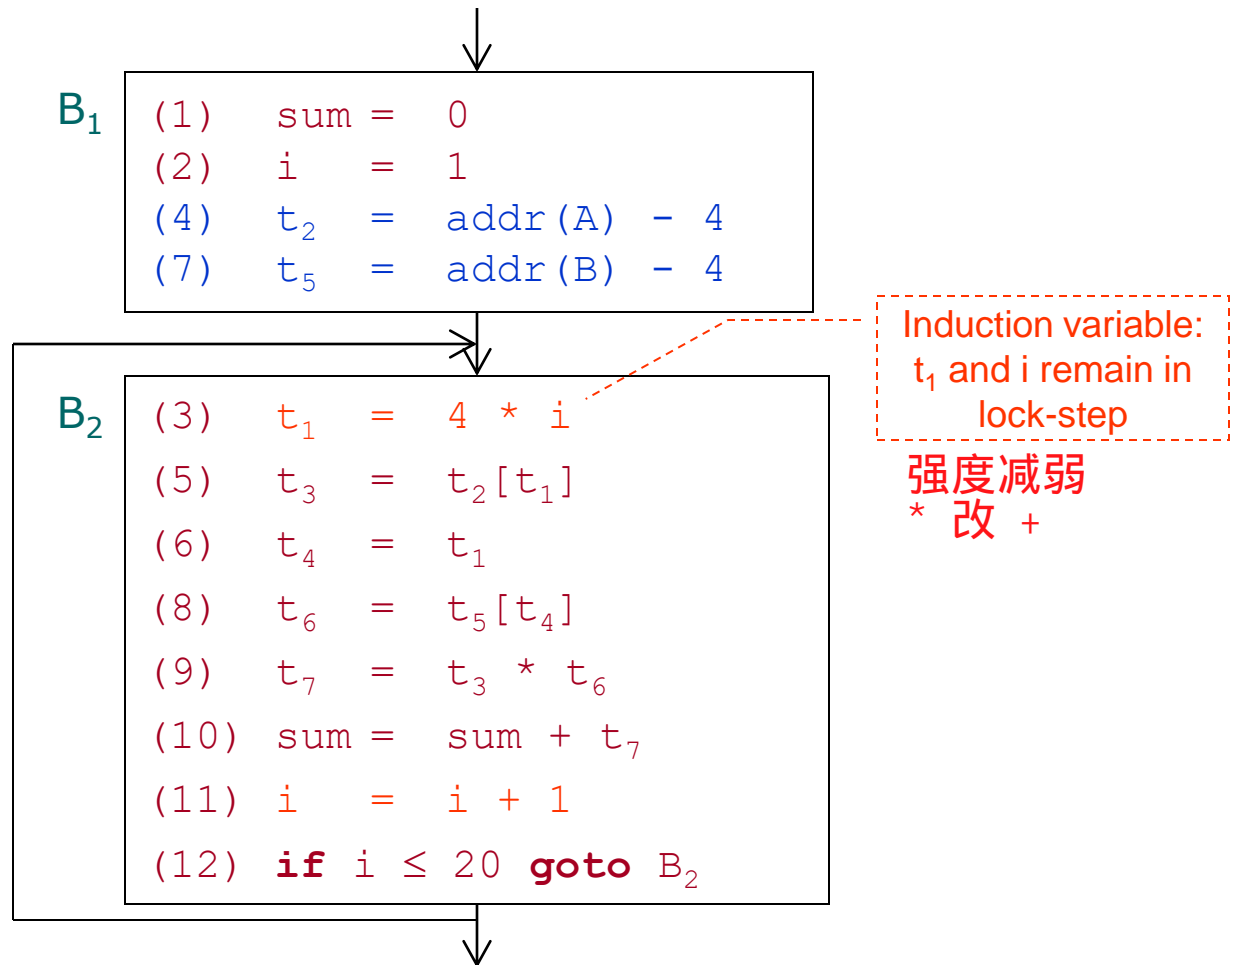 B₁
(1) sum = 0
(2) i = 1
(4) t₂ = addr(A) - 4
(7) t₅ = addr(B) - 4
Induction variable:
t₁ and i remain in
lock-step
强度减弱
* 改 +
B₂
(3) t₁ = 4 * i
(5) t₃ = t₂[t₁]
(6) t₄ = t₁
(8) t₆ = t₅[t₄]
(9) t₇ = t₃ * t₆
(10) sum = sum + t₇
(11) i = i + 1
(12) if i ≤ 20 goto B₂